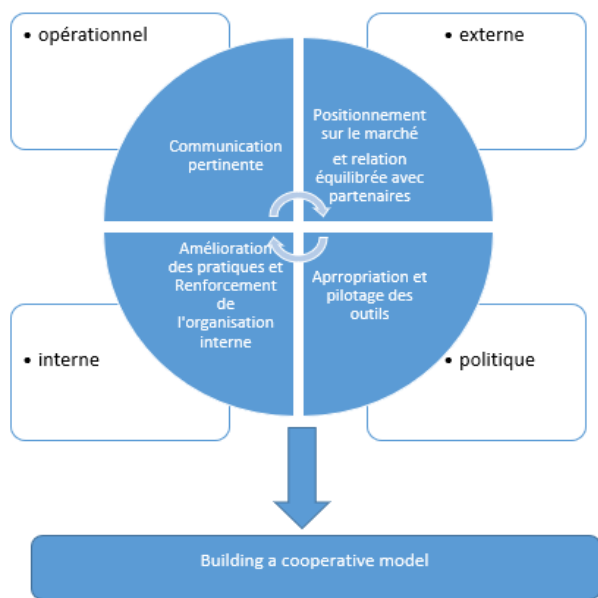 • opérationnel
• externe
Communication
pertinente
Positionnement
sur le marché
et relation
équilibrée avec
partenaires
Amélioration
des pratiques et
Renforcement
de
l'organisation
interne
Aprropriation et
pilotage des
outils
• interne
• politique
Building a cooperative model